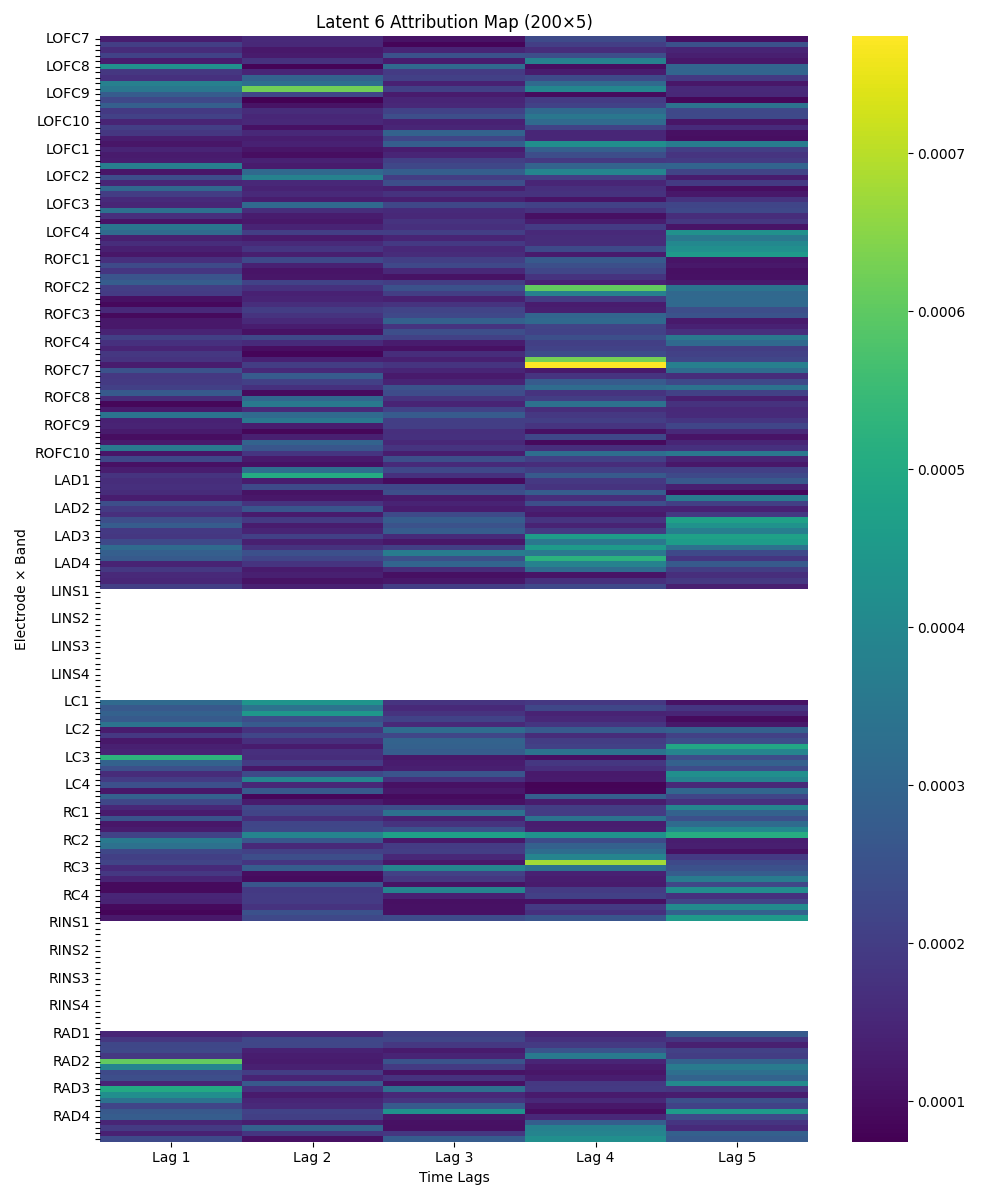 Latent 6 Attribution Map (200×5)
LOFC7
LOFC8
LOFC9
LOFC10
LOFC1
LOFC2
LOFC3
LOFC4
ROFC1
ROFC2
ROFC3
ROFC4
ROFC7
ROFC8
ROFC9
ROFC10
LAD1
LAD2
LAD3
LAD4
LINS1
LINS2
LINS3
LINS4
LC1
LC2
LC3
LC4
RC1
RC2
RC3
RC4
RINS1
RINS2
RINS3
RINS4
RAD1
RAD2
RAD3
RAD4
Electrode × Band
Lag 1 Lag 2 Lag 3 Lag 4 Lag 5
Time Lags
0.0007
0.0006
0.0005
0.0004
0.0003
0.0002
0.0001